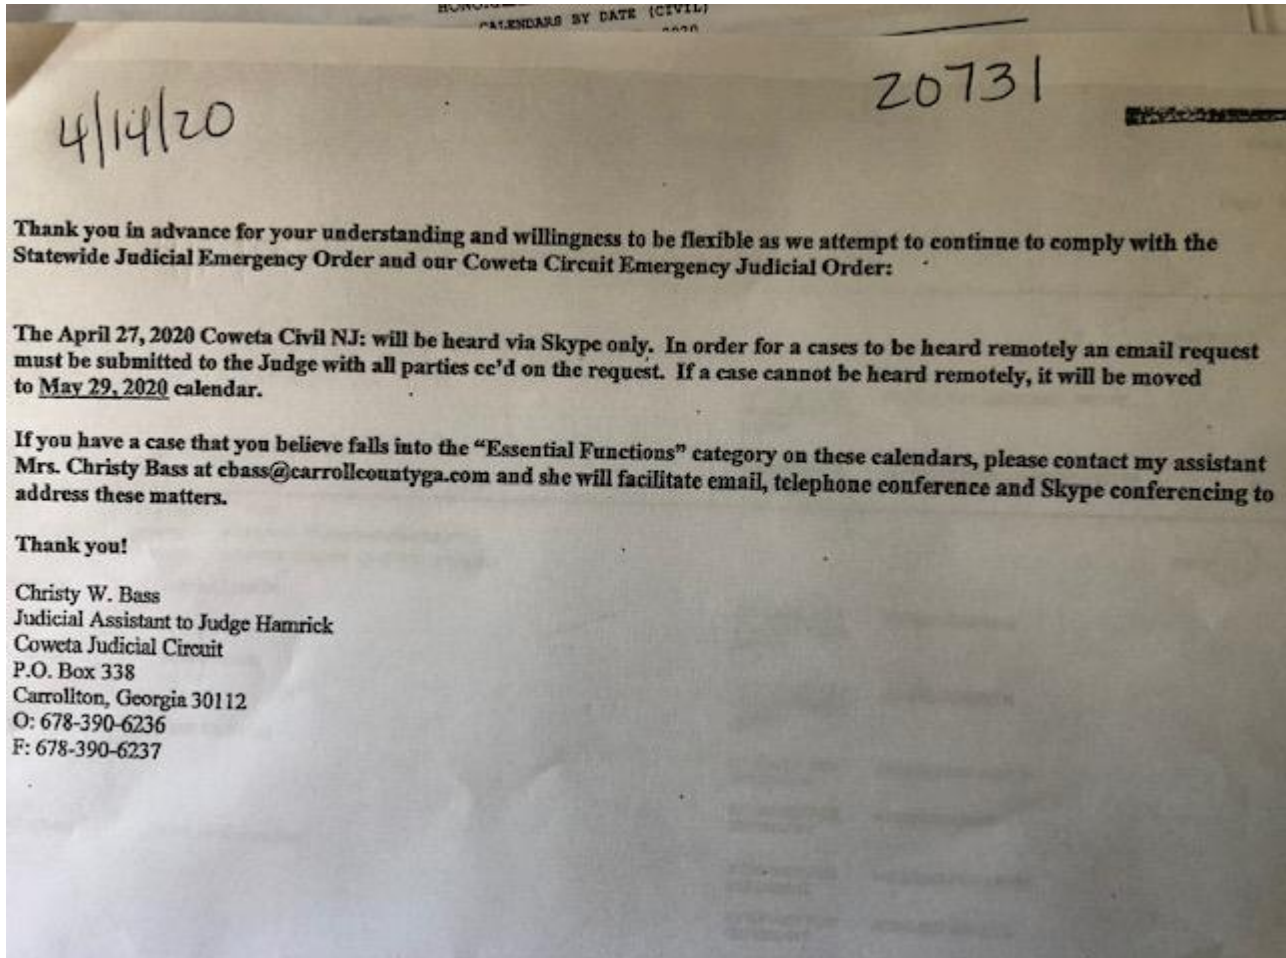 CALENDARS BY DATE (CIVIL)
4/14/20
20731
Thank you in advance for your understanding and willingness to be flexible as we attempt to continue to comply with the
Statewide Judicial Emergency Order and our Coweta Circuit Emergency Judicial Order:
The April 27, 2020 Coweta Civil NJ: will be heard via Skype only. In order for a cases to be heard remotely an email request
must be submitted to the Judge with all parties cc'd on the request. If a case cannot be heard remotely, it will be moved
to May 29, 2020 calendar.
If you have a case that you believe falls into the “Essential Functions” category on these calendars, please contact my assistant
Mrs. Christy Bass at cbass@carrollcountyga.com and she will facilitate email, telephone conference and Skype conferencing to
address these matters.
Thank you!
Christy W. Bass
Judicial Assistant to Judge Hamrick
Coweta Judicial Circuit
P.O. Box 338
Carrollton, Georgia 30112
O: 678-390-6236
F: 678-390-6237